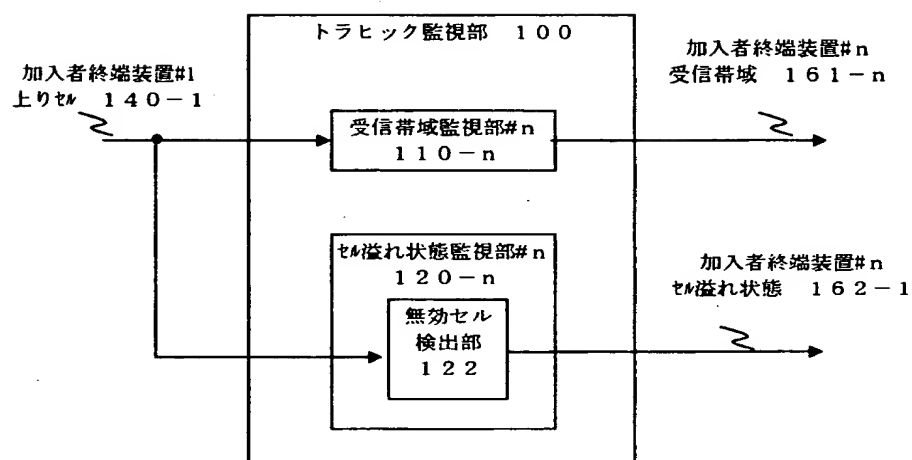 トラヒック監視部 １００
加入者終端装置#1
上りｾﾙ １４０－１
加入者終端装置#n
受信帯域 １６１－n
受信帯域監視部#n
１１０－n
ｾﾙ溢れ状態監視部#n
１２０－n
無効セル
検出部
１２２
加入者終端装置#n
ｾﾙ溢れ状態 １６２－１